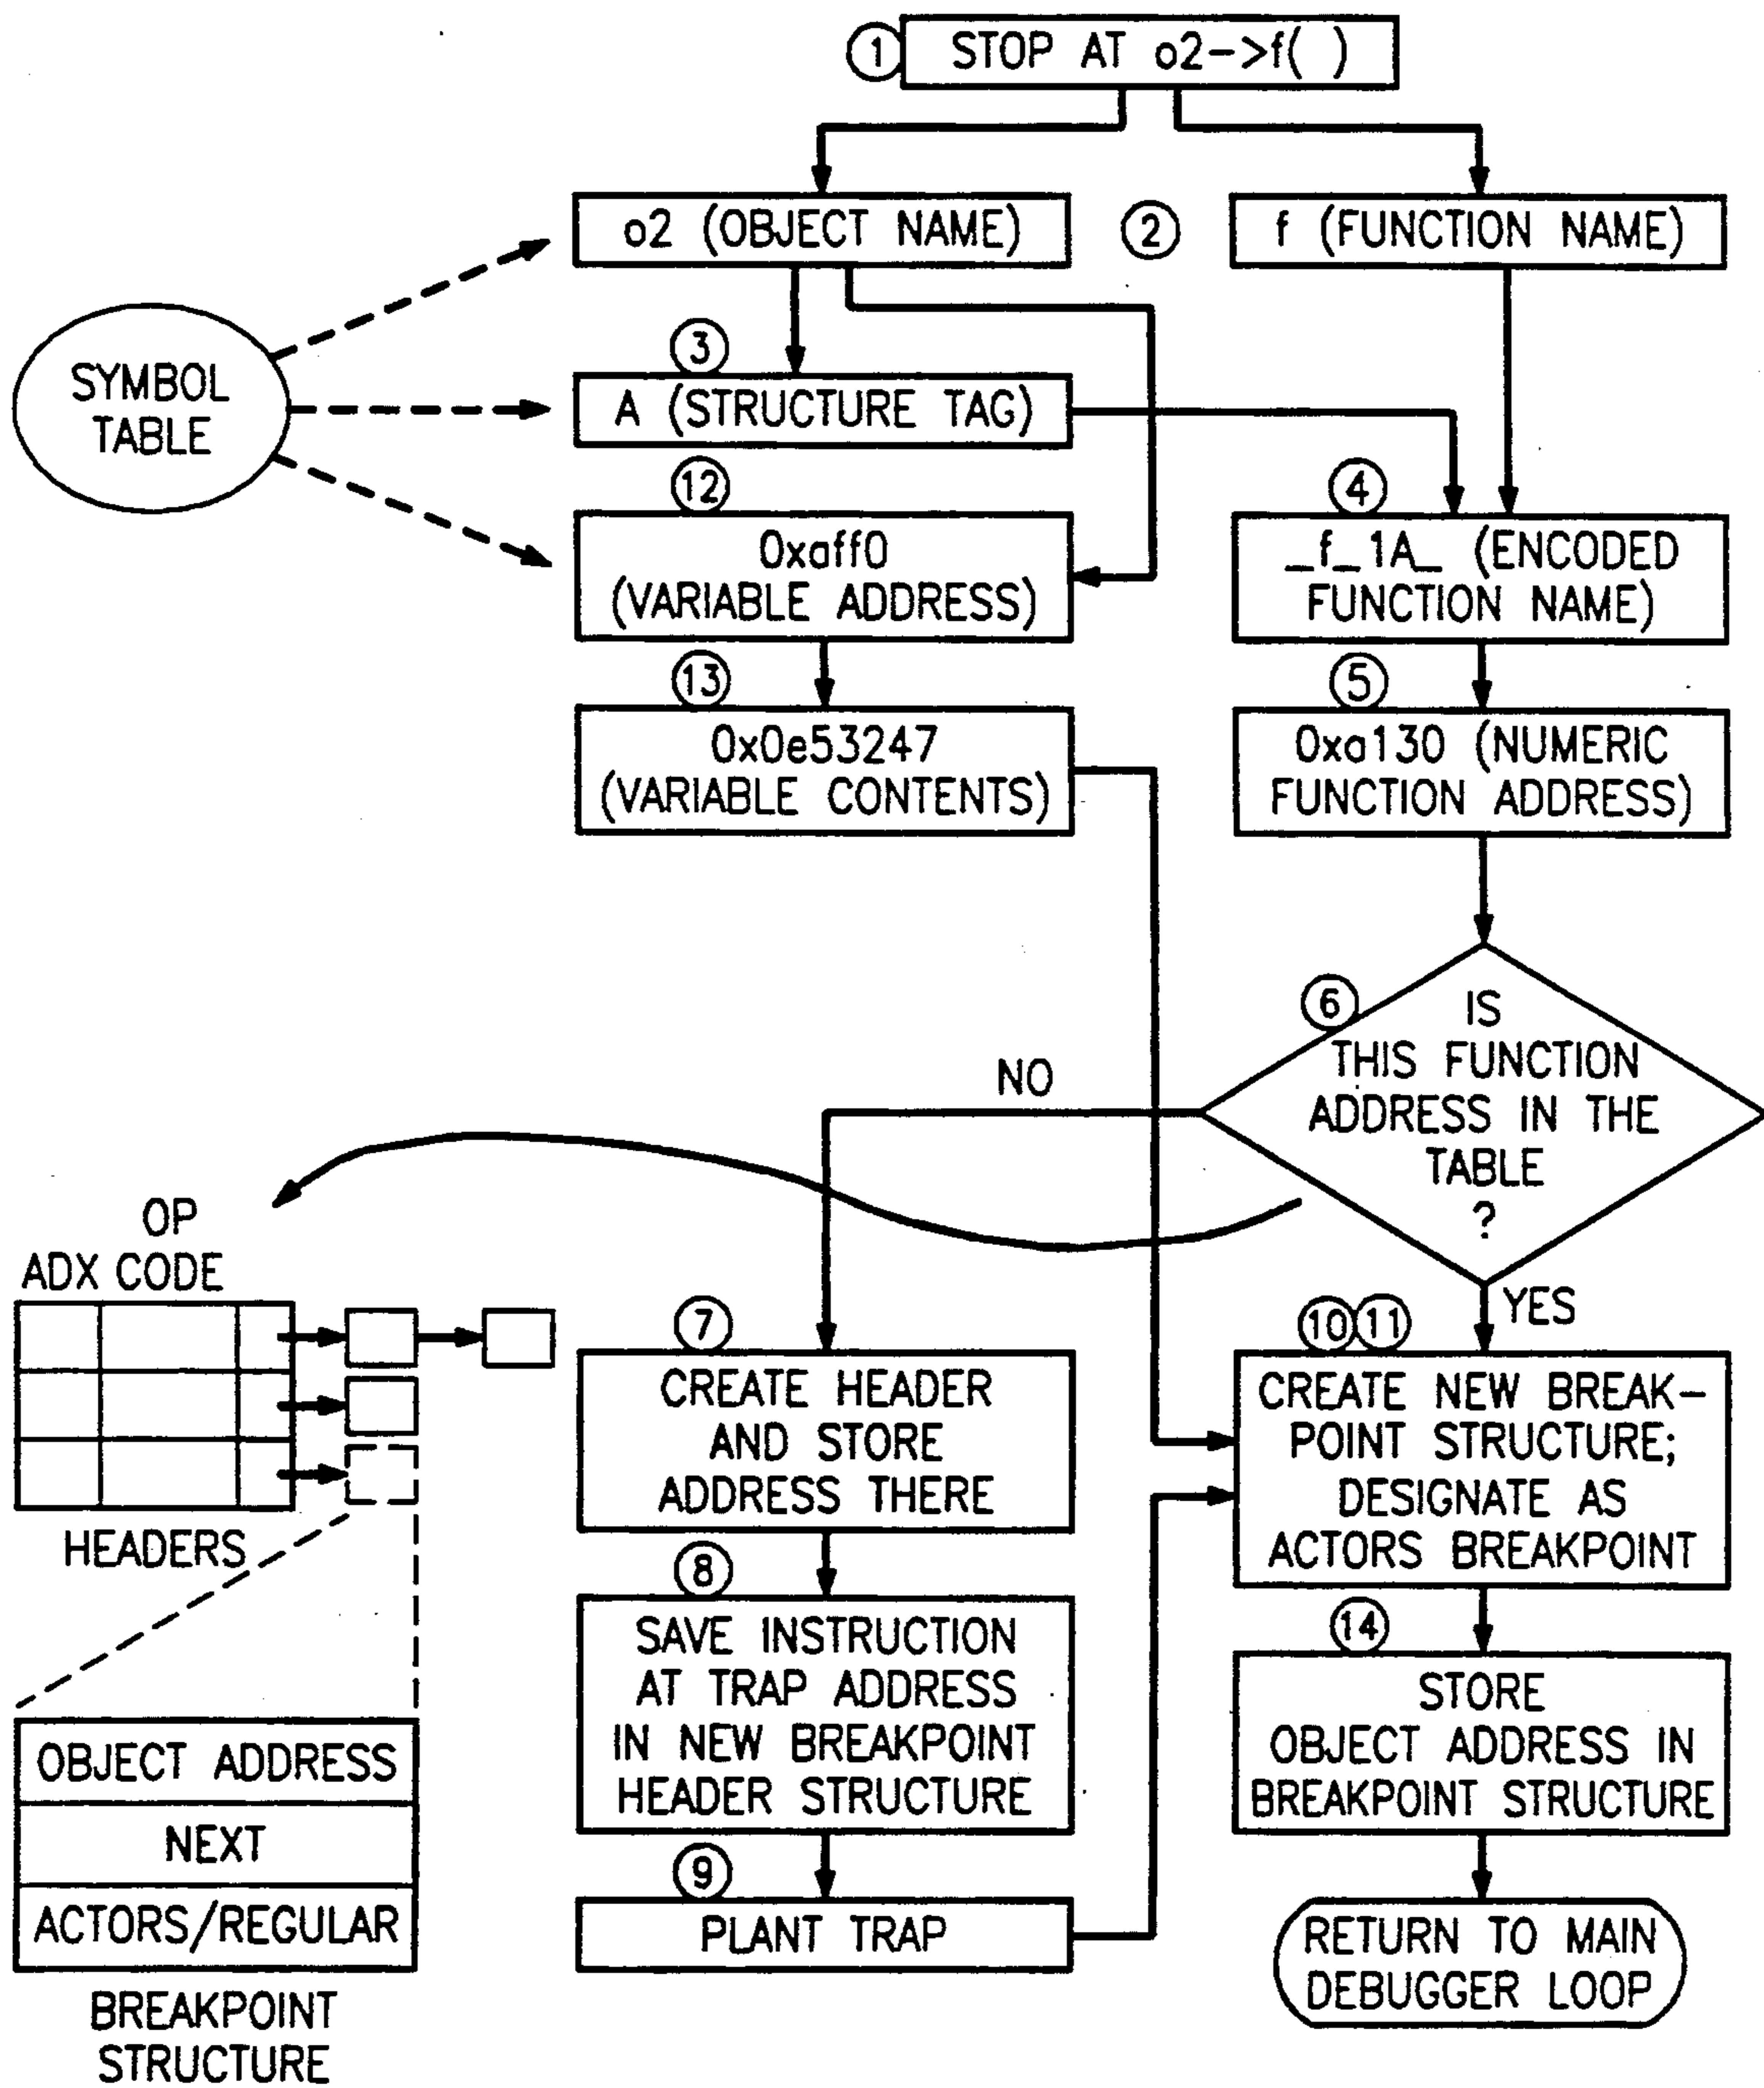 1 STOP AT o2->f( )
o2 (OBJECT NAME)
2
f (FUNCTION NAME)
SYMBOL
TABLE
3
A (STRUCTURE TAG)
12
0xaff0
(VARIABLE ADDRESS)
4
_f_1A_ (ENCODED
FUNCTION NAME)
13
0x0e53247
(VARIABLE CONTENTS)
5
0xa130 (NUMERIC
FUNCTION ADDRESS)
6
IS
THIS FUNCTION
ADDRESS IN THE
TABLE
?
NO
YES
OP
ADX CODE
HEADERS
7
CREATE HEADER
AND STORE
ADDRESS THERE
10 11
CREATE NEW BREAK-
POINT STRUCTURE;
DESIGNATE AS
ACTORS BREAKPOINT
8
SAVE INSTRUCTION
AT TRAP ADDRESS
IN NEW BREAKPOINT
HEADER STRUCTURE
14
STORE
OBJECT ADDRESS IN
BREAKPOINT STRUCTURE
9
PLANT TRAP
RETURN TO MAIN
DEBUGGER LOOP
OBJECT ADDRESS
NEXT
ACTORS/REGULAR
BREAKPOINT
STRUCTURE